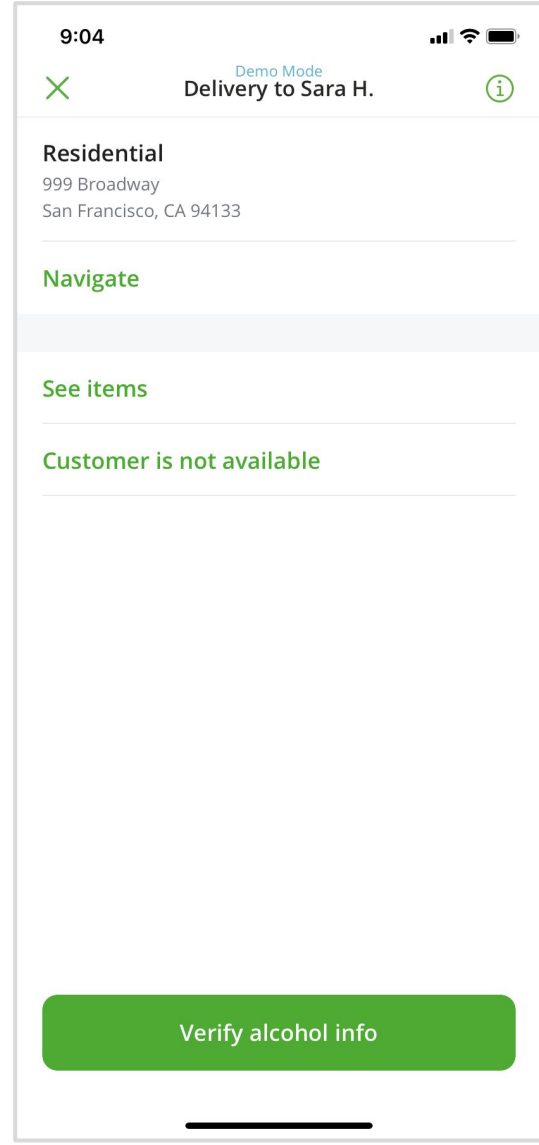 9:04
Demo Mode
Delivery to Sara H.
Residential
999 Broadway
San Francisco, CA 94133
Navigate
See items
Customer is not available
Verify alcohol info